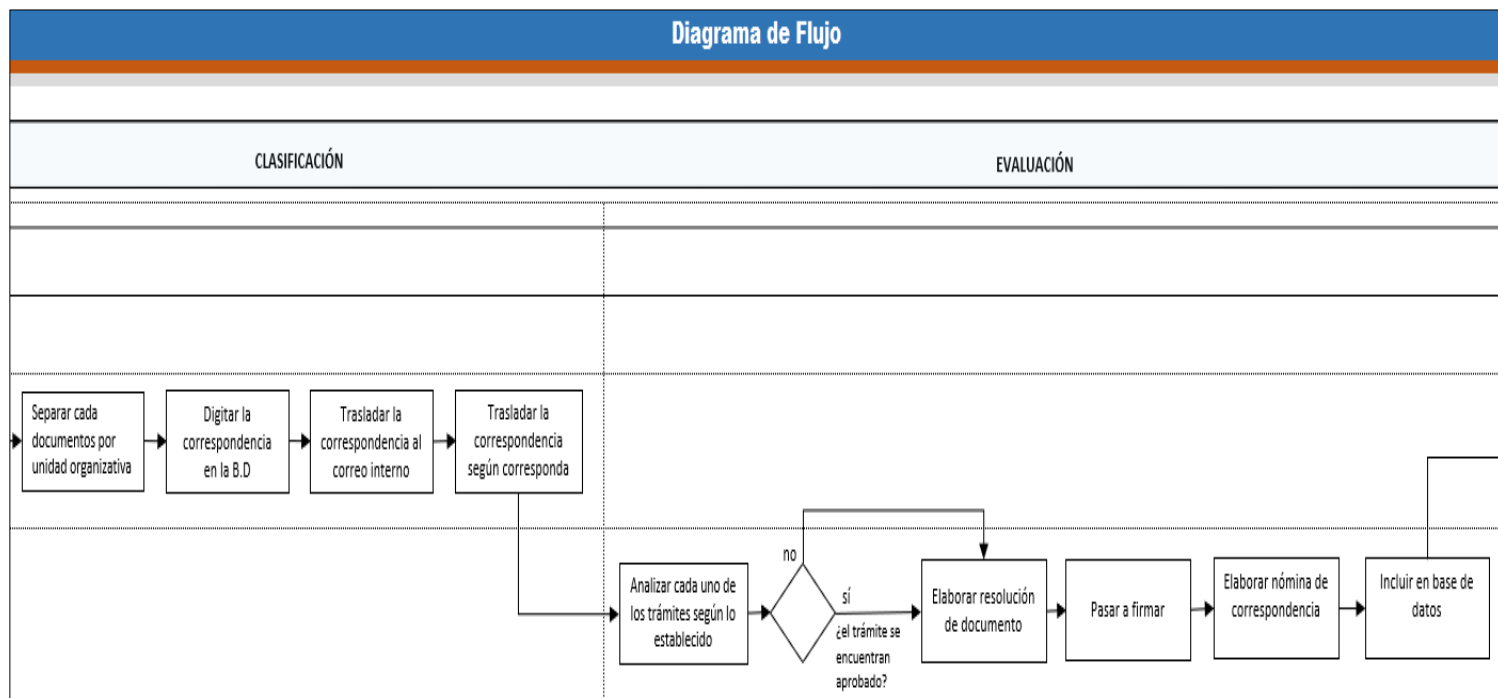 Diagrama de Flujo
CLASIFICACIÓN
EVALUACIÓN
Separar cada
documentos por
unidad organizativa
Digitar la
correspondencia
en la B.D
Trasladar la
correspondencia al
correo interno
Trasladar la
correspondencia
según corresponda
Analizar cada uno de
los trámites según lo
establecido
no
sí
¿el trámite se
encuentran
aprobado?
Elaborar resolución
de documento
Pasar a firmar
Elaborar nómina de
correspondencia
Incluir en base de
datos